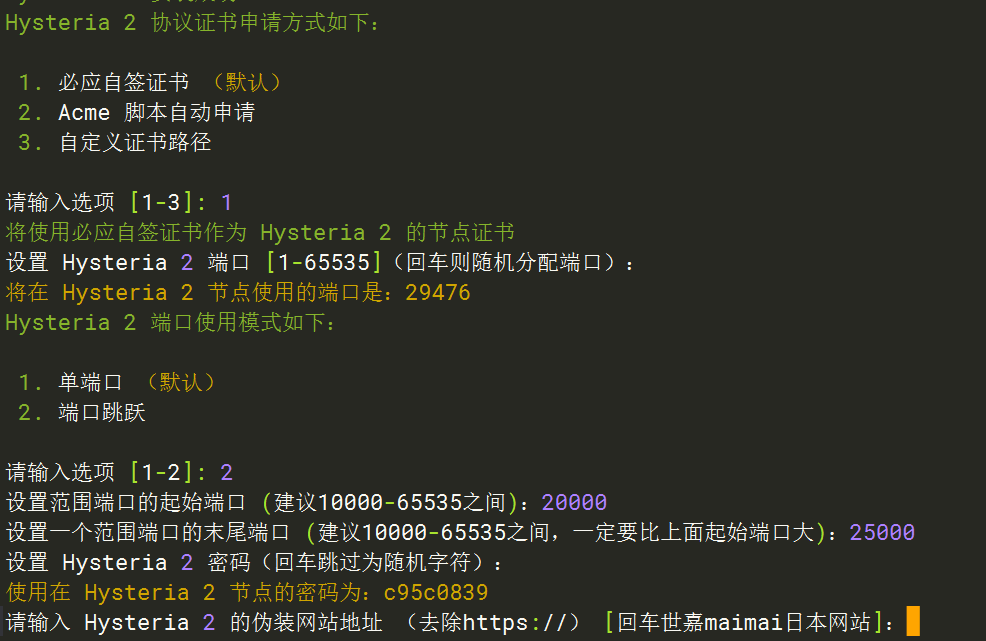 Hysteria 2 协议证书申请方式如下：
1. 必应自签证书 （默认）
2. Acme 脚本自动申请
3. 自定义证书路径
请输入选项 [1-3]: 1
将使用必应自签证书作为 Hysteria 2 的节点证书
设置 Hysteria 2 端口 [1-65535]（回车则随机分配端口）：
将在 Hysteria 2 节点使用的端口是：29476
Hysteria 2 端口使用模式如下：
1. 单端口 （默认）
2. 端口跳跃
请输入选项 [1-2]: 2
设置范围端口的起始端口 (建议10000-65535之间)：20000
设置一个范围端口的末尾端口 (建议10000-65535之间，一定要比上面起始端口大)：25000
设置 Hysteria 2 密码（回车跳过为随机字符）：
使用在 Hysteria 2 节点的密码为：c95c0839
请输入 Hysteria 2 的伪装网站地址 （去除https://） [回车世嘉maimai日本网站]：